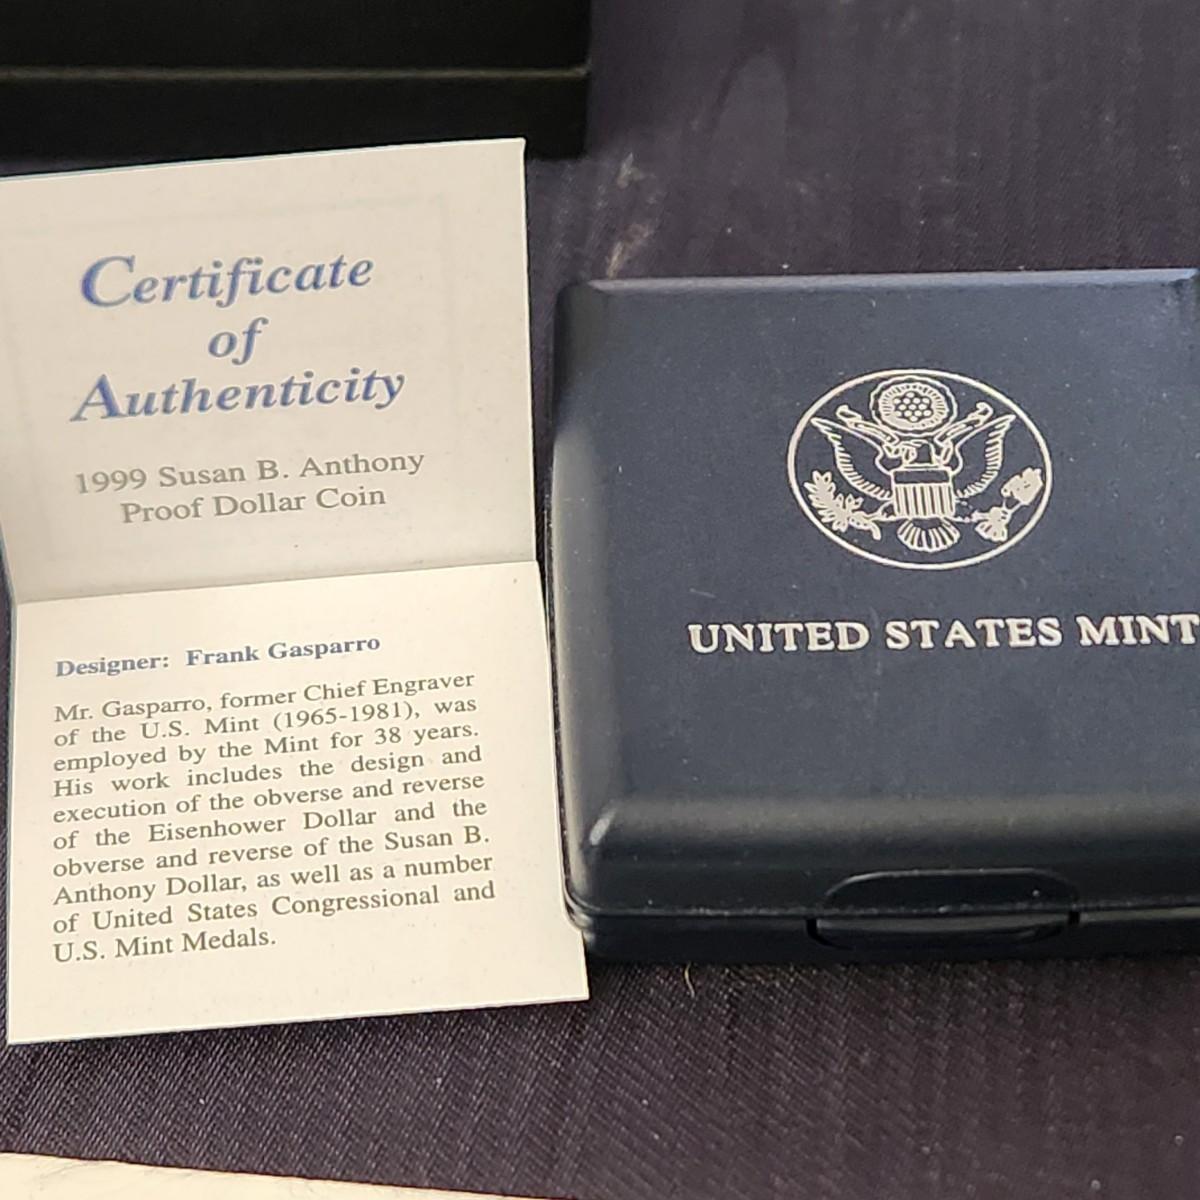 Certificate
of
Authenticity
1999 Susan B. Anthony
Proof Dollar Coin
Designer: Frank Gasparro
Mr. Gasparro, former Chief Engraver
of the U.S. Mint (1965-1981), was
employed by the Mint for 38 years.
His work includes the design and
execution of the obverse and reverse
of the Eisenhower Dollar and the
obverse and reverse of the Susan B.
Anthony Dollar, as well as a number
of United States Congressional and
U.S. Mint Medals.
UNITED STATES MINT